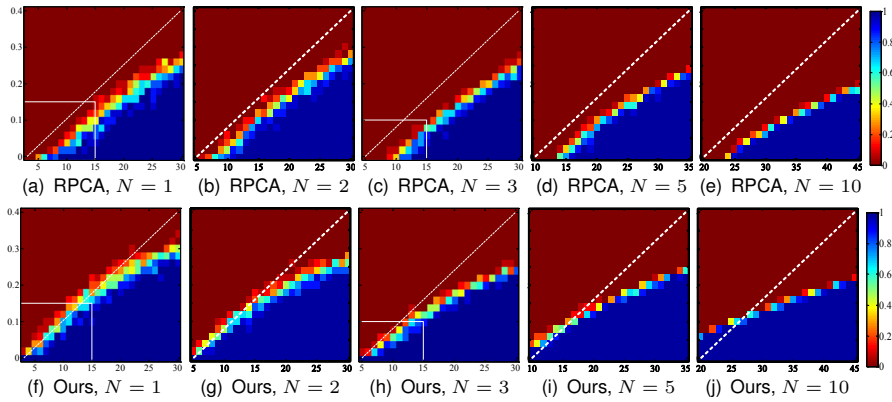 0.4
0.3
0.2
0.1
0
5 10 15 20 25 30
5 10 15 20 25 30
5 10 15 20 25 30
10 15 20 25 30 35
20 25 30 35 40 45
1
0.8
0.6
0.4
0.2
0
(a) RPCA, N = 1
(b) RPCA, N = 2
(c) RPCA, N = 3
(d) RPCA, N = 5
(e) RPCA, N = 10
0.4
0.3
0.2
0.1
0
5 10 15 20 25 30
5 10 15 20 25 30
5 10 15 20 25 30
10 15 20 25 30 35
20 25 30 35 40 45
1
0.8
0.6
0.4
0.2
0
(f) Ours, N = 1
(g) Ours, N = 2
(h) Ours, N = 3
(i) Ours, N = 5
(j) Ours, N = 10